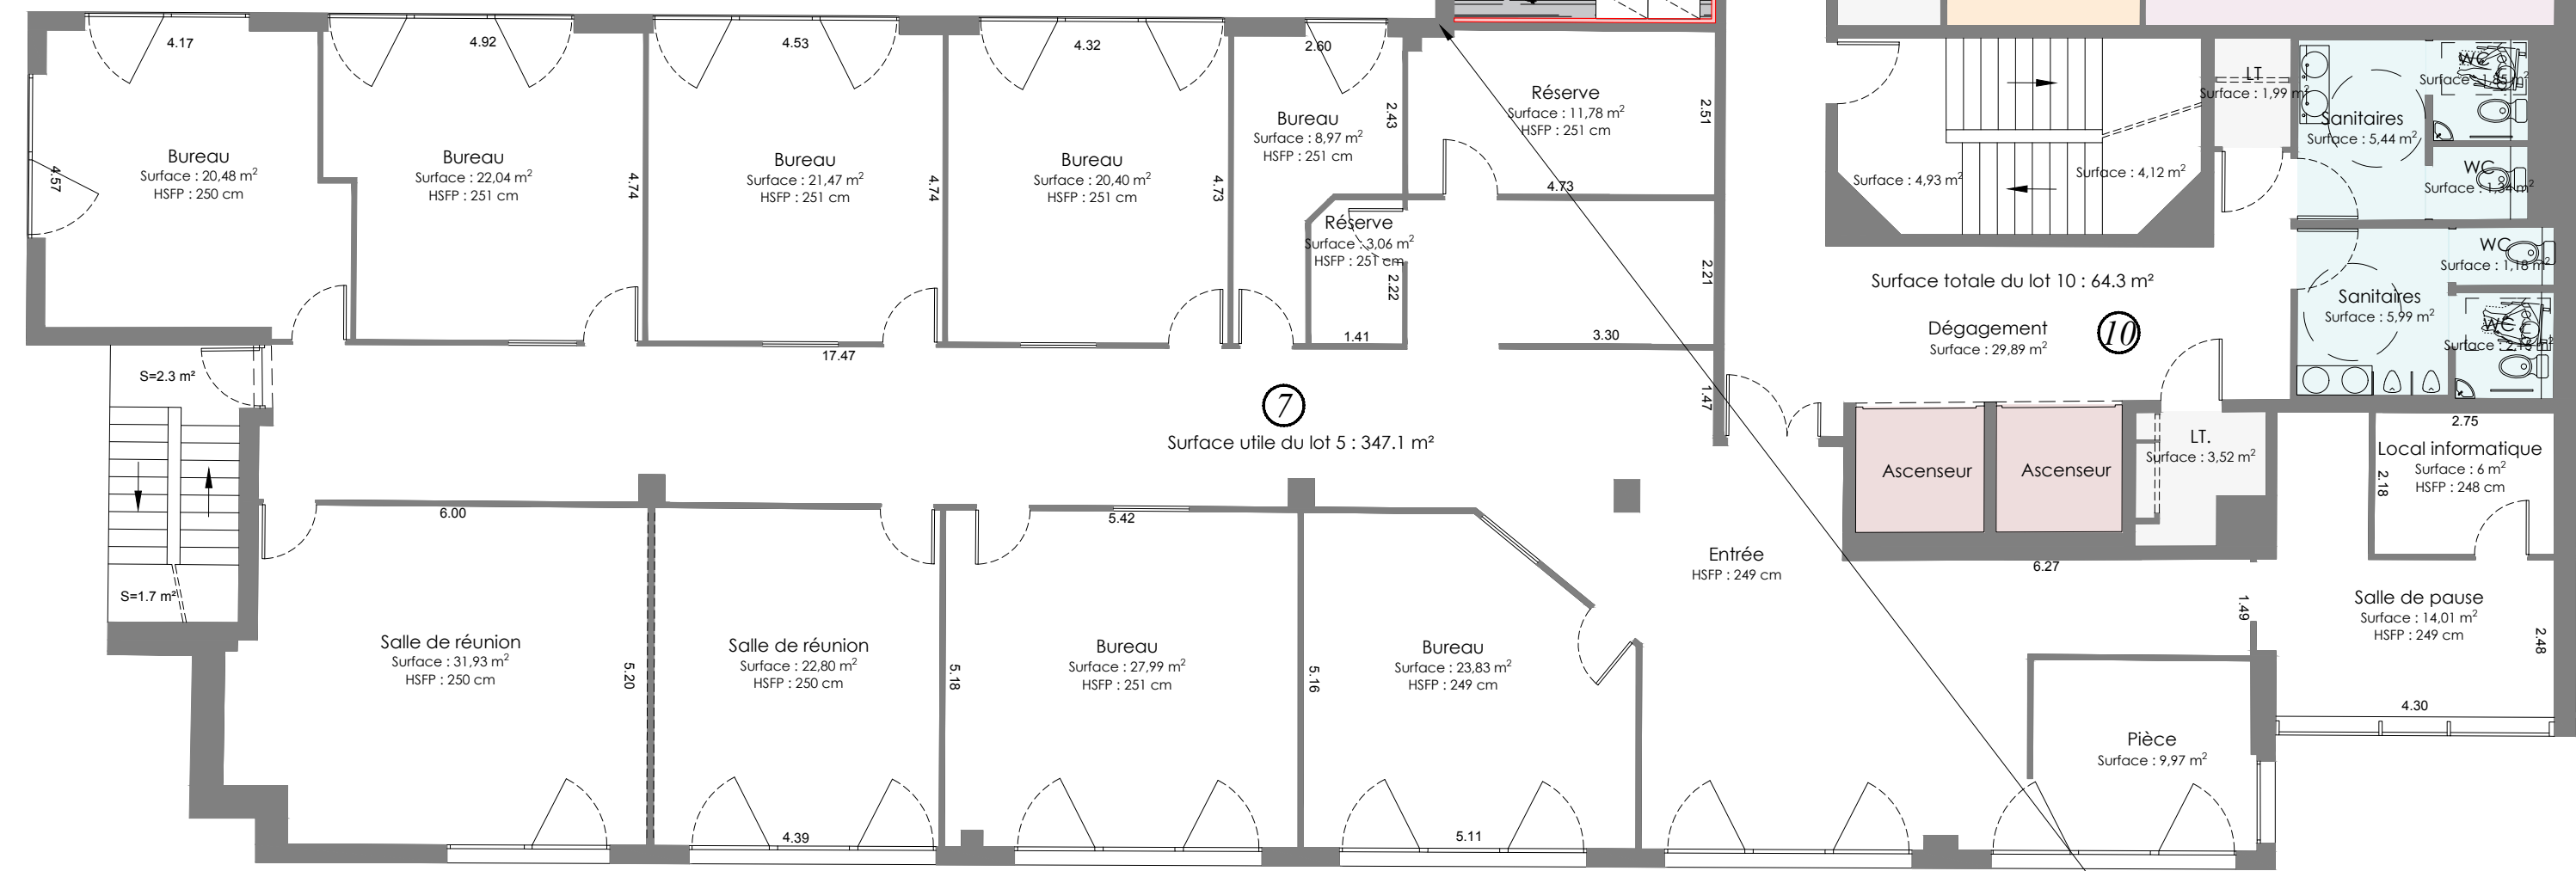 4.17
4.92
4.53
4.32
2.60
4.57
Bureau
Surface : 20,48 m²
HSFP : 250 cm
Bureau
Surface : 22,04 m²
HSFP : 251 cm
4.74
Bureau
Surface : 21,47 m²
HSFP : 251 cm
4.74
Bureau
Surface : 20,40 m²
HSFP : 251 cm
4.73
Bureau
Surface : 8,97 m²
HSFP : 251 cm
2.43
Réserve
Surface : 11,78 m²
HSFP : 251 cm
2.51
4.73
Réserve
Surface : 3,06 m²
HSFP : 251 cm
2.22
1.41
2.21
3.30
17.47
1.47
S=2.3 m²
S=1.7 m²
7
Surface utile du lot 5 : 347.1 m²
Surface : 4,93 m²
Surface : 4,12 m²
LT
Surface : 1,99 m²
Sanitaires
Surface : 5,44 m²
WC
Surface : 1,85 m²
WC
Surface : 1,34 m²
WC
Surface : 1,18 m²
Sanitaires
Surface : 5,99 m²
WC
Surface : 2,15 m²
Surface totale du lot 10 : 64.3 m²
Dégagement
Surface : 29,89 m²
10
Ascenseur
Ascenseur
LT.
Surface : 3,52 m²
2.75
Local informatique
Surface : 6 m²
HSFP : 248 cm
2.18
6.00
Salle de réunion
Surface : 31,93 m²
HSFP : 250 cm
5.20
Salle de réunion
Surface : 22,80 m²
HSFP : 250 cm
4.39
5.18
5.42
Bureau
Surface : 27,99 m²
HSFP : 251 cm
5.16
Bureau
Surface : 23,83 m²
HSFP : 249 cm
5.11
Entrée
HSFP : 249 cm
6.27
1.49
Salle de pause
Surface : 14,01 m²
HSFP : 249 cm
2.48
4.30
Pièce
Surface : 9,97 m²